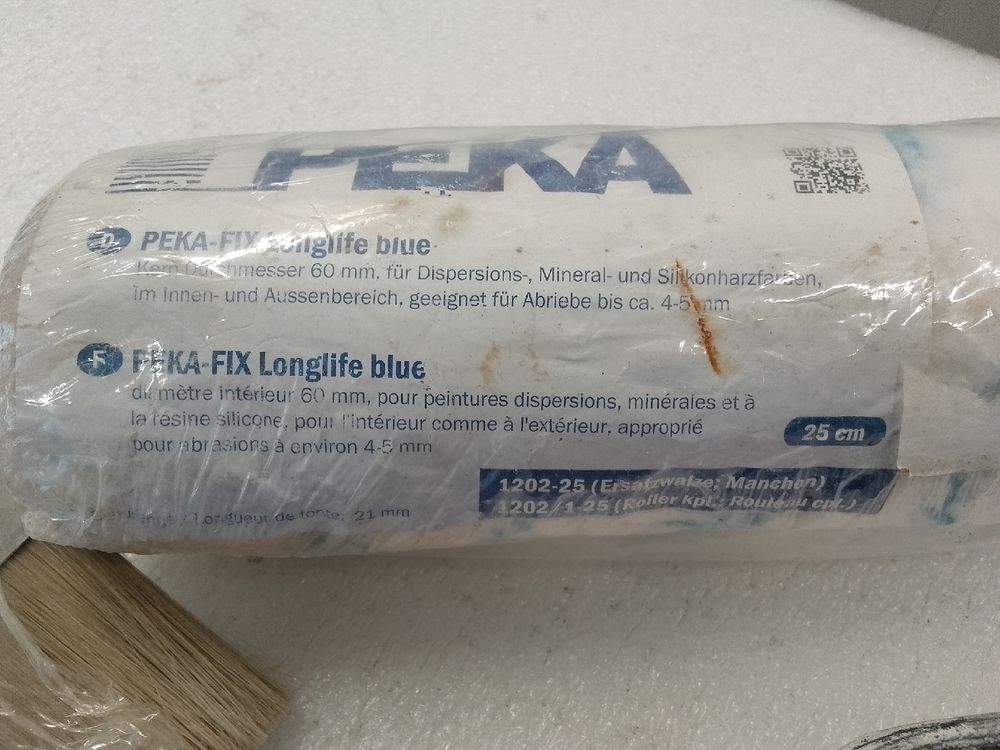 PEKA
D PEKA-FIX Longlife blue
Kern-Durchmesser 60 mm, für Dispersions-, Mineral- und Silikonharzfarben,
im Innen- und Aussenbereich, geeignet für Abriebe bis ca. 4-5 mm
F PEKA-FIX Longlife blue
diamètre intérieur 60 mm, pour peintures dispersions, minérales et à
la résine silicone, pour l'intérieur comme à l'extérieur, approprié
pour abrasions à environ 4-5 mm
25 cm
1202-25 (Ersatzwalze; Manchon)
1202/1-25 (Roller kpl.; Rouleau cpl.)
/ Longueur de tonte: 21 mm